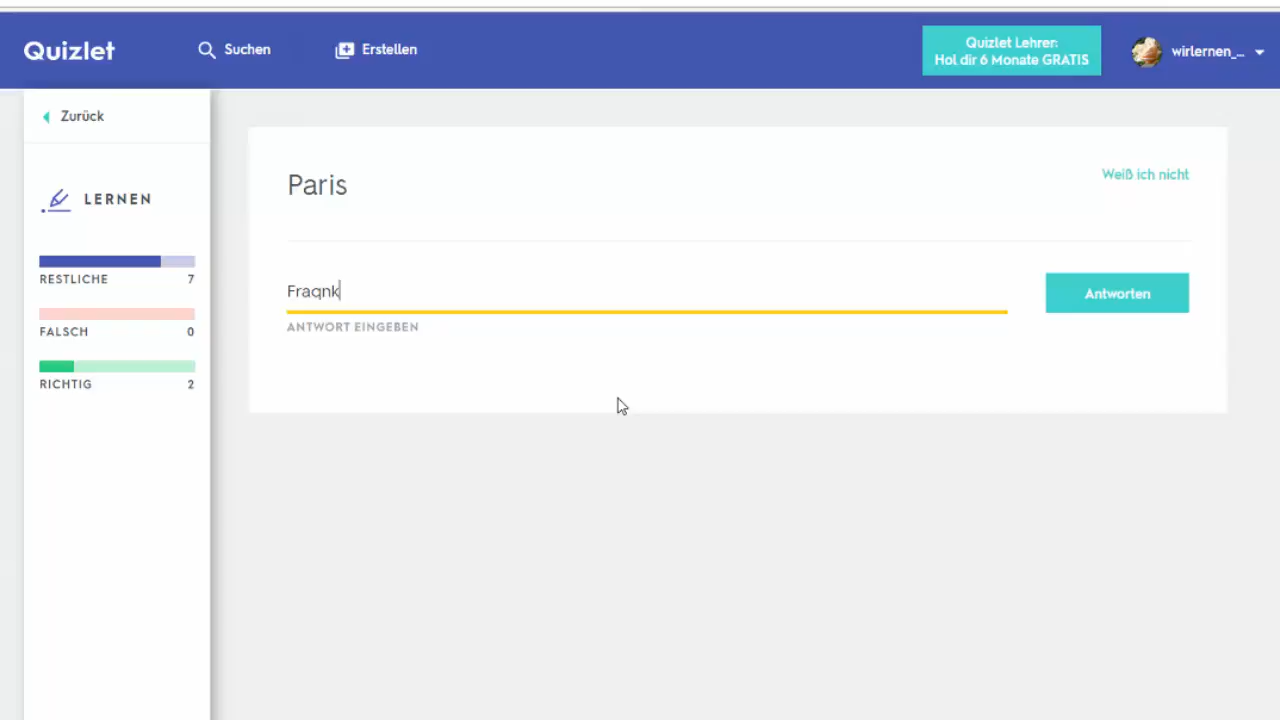 Quizlet
Suchen
Erstellen
Quizlet Lehrer:
Hol dir 6 Monate GRATIS
wirlernen_...
Zurück
LERNEN
RESTLICHE 7
FALSCH 0
RICHTIG 2
Paris
Weiß ich nicht
Fraqnk
Antworten
ANTWORT EINGEBEN